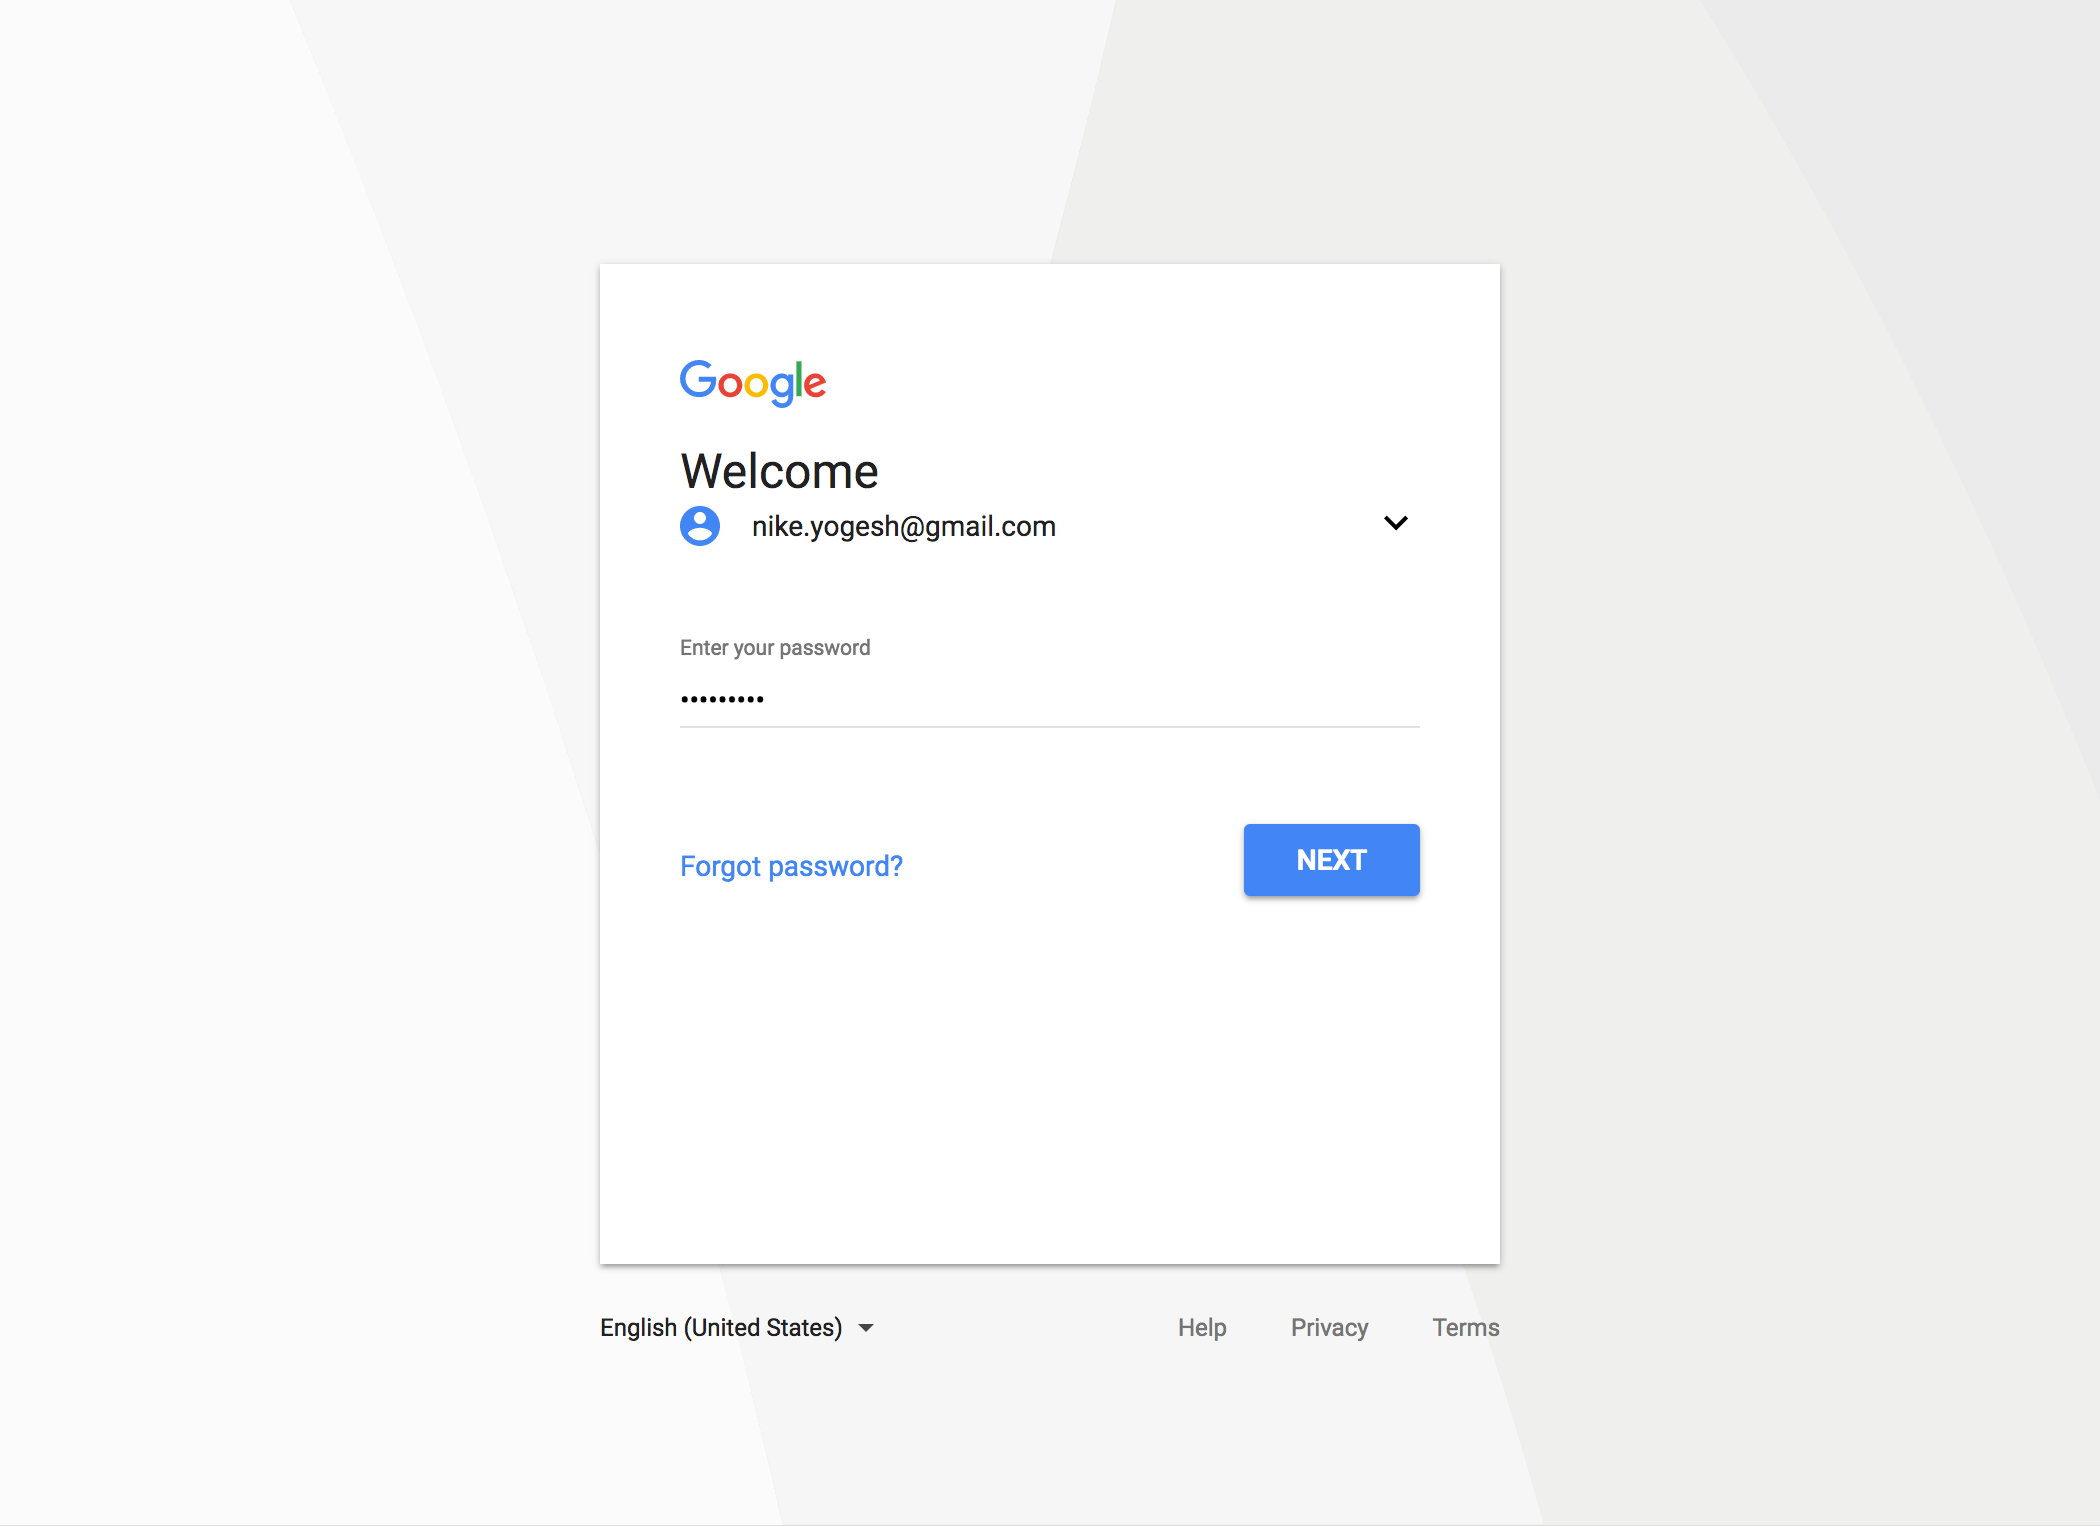 Google
Welcome
nike.yogesh@gmail.com
Enter your password
•••••••••
Forgot password?
NEXT
English (United States)
Help Privacy Terms